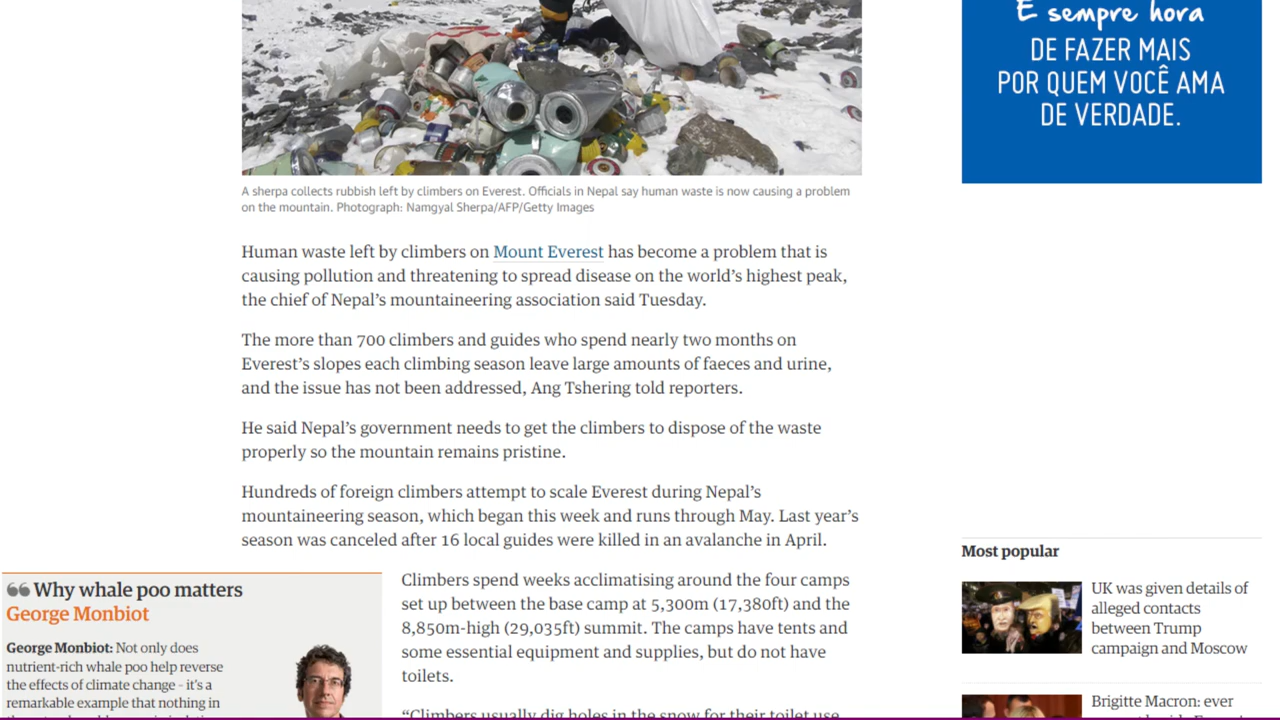 E sempre hora
DE FAZER MAIS
POR QUEM VOCÊ AMA
DE VERDADE.
A sherpa collects rubbish left by climbers on Everest. Officials in Nepal say human waste is now causing a problem
on the mountain. Photograph: Namgyal Sherpa/AFP/Getty Images
Human waste left by climbers on Mount Everest has become a problem that is
causing pollution and threatening to spread disease on the world’s highest peak,
the chief of Nepal’s mountaineering association said Tuesday.
The more than 700 climbers and guides who spend nearly two months on
Everest’s slopes each climbing season leave large amounts of faeces and urine,
and the issue has not been addressed, Ang Tshering told reporters.
He said Nepal’s government needs to get the climbers to dispose of the waste
properly so the mountain remains pristine.
Hundreds of foreign climbers attempt to scale Everest during Nepal’s
mountaineering season, which began this week and runs through May. Last year’s
season was canceled after 16 local guides were killed in an avalanche in April.
Climbers spend weeks acclimatising around the four camps
set up between the base camp at 5,300m (17,380ft) and the
8,850m-high (29,035ft) summit. The camps have tents and
some essential equipment and supplies, but do not have
toilets.
“Climbers usually dig holes in the snow for their toilet use
Why whale poo matters
George Monbiot
George Monbiot: Not only does
nutrient-rich whale poo help reverse
the effects of climate change - it’s a
remarkable example that nothing in
Most popular
UK was given details of
alleged contacts
between Trump
campaign and Moscow
Brigitte Macron: ever